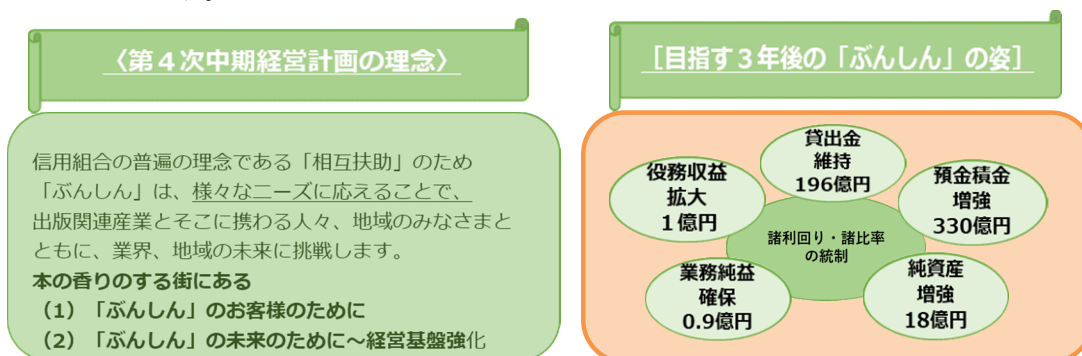 〈第４次中期経営計画の理念〉
信用組合の普遍の理念である「相互扶助」のため
「ぶんしん」は、様々なニーズに応えることで、
出版関連産業とそこに携わる人々、地域のみなさまと
ともに、業界、地域の未来に挑戦します。
本の香りのする街にある
（1）「ぶんしん」のお客様のために
（2）「ぶんしん」の未来のために～経営基盤強化
［目指す３年後の「ぶんしん」の姿］
貸出金
維持
196億円
役務収益
拡大
１億円
預金積金
増強
330億円
諸利回り・諸比率
の統制
業務純益
確保
0.9億円
純資産
増強
18億円